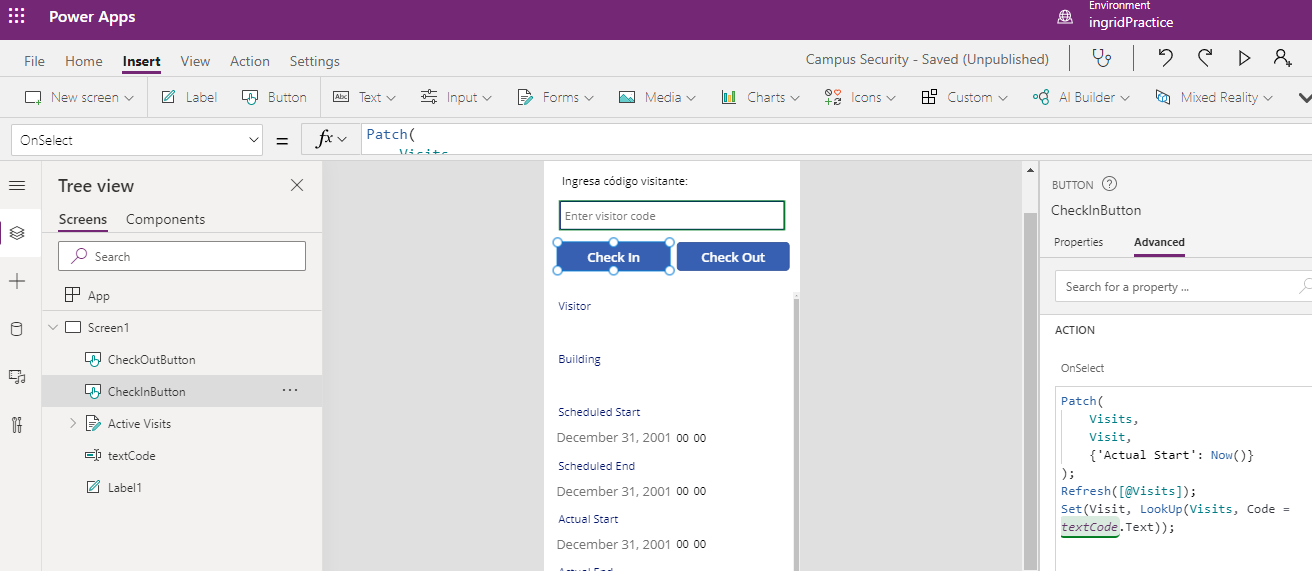 Power Apps
Environment
ingridPractice
File Home Insert View Action Settings
Campus Security - Saved (Unpublished)
New screen Label Button Text Input Forms Media Charts Icons Custom AI Builder Mixed Reality
Abc
OnSelect = fx Patch(
Visits,
Tree view
Screens Components
Search
App
Screen1
CheckOutButton
CheckInButton ...
Active Visits
textCode
Label1
Ingresa código visitante:
Enter visitor code
Check In Check Out
Visitor
Building
Scheduled Start
December 31, 2001 00 00
Scheduled End
December 31, 2001 00 00
Actual Start
December 31, 2001 00 00
Actual End
BUTTON ?
CheckInButton
Properties Advanced
Search for a property ...
ACTION
OnSelect
Patch(
Visits,
Visit,
{'Actual Start': Now()}
);
Refresh([@Visits]);
Set(Visit, LookUp(Visits, Code =
textCode.Text));